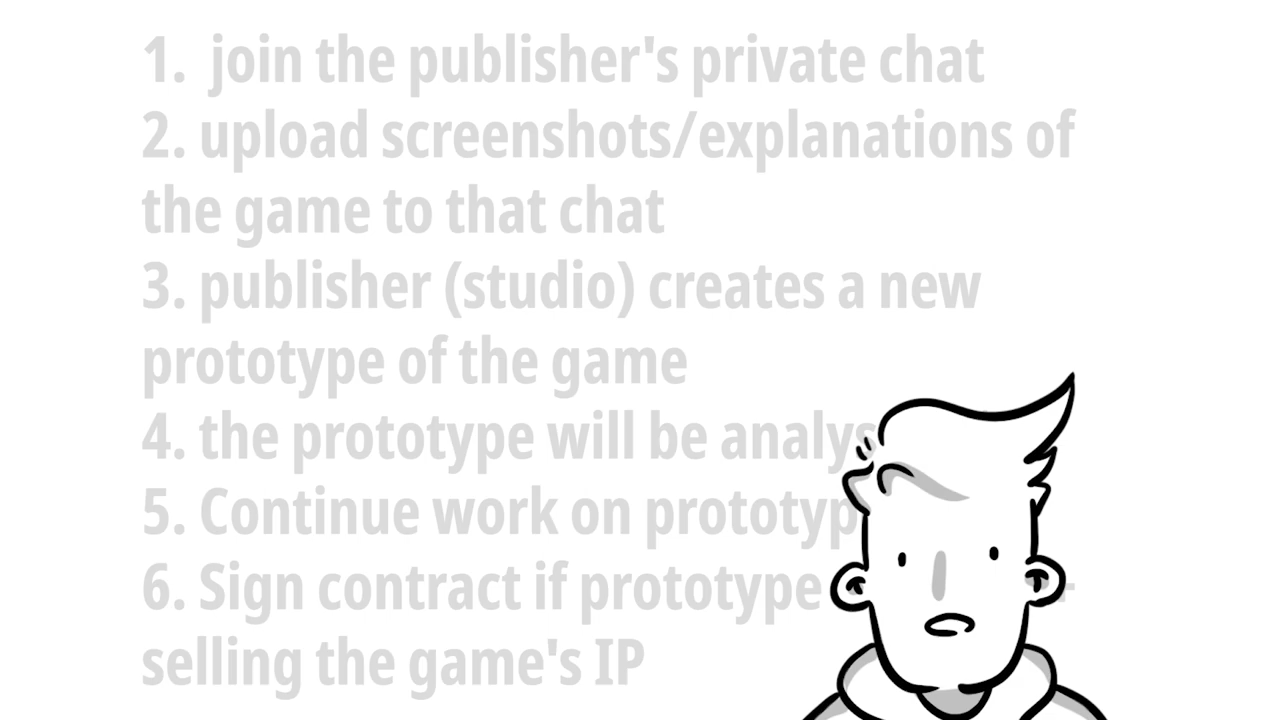 1. join the publisher's private chat
2. upload screenshots/explanations of
the game to that chat
3. publisher (studio) creates a new
prototype of the game
4. the prototype will be
5. Continue work on
6. Sign contract if prototype
selling the game's IP